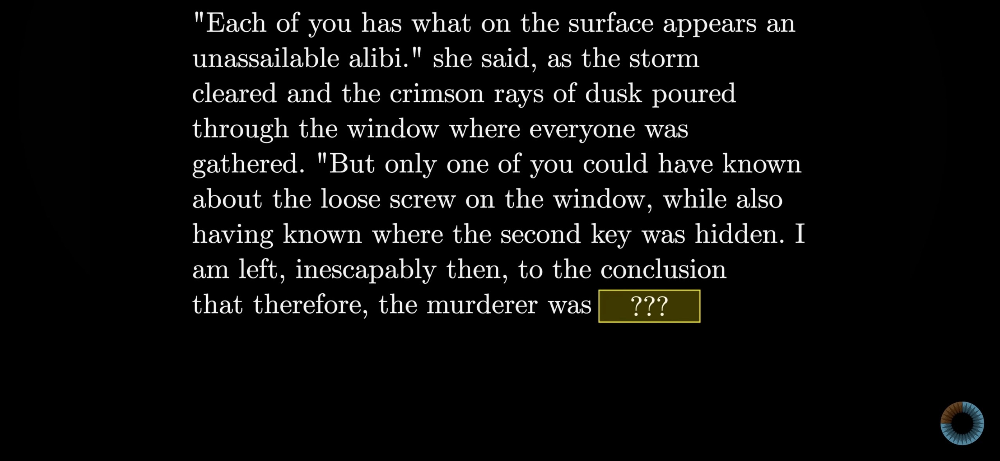 "Each of you has what on the surface appears an
unassailable alibi." she said, as the storm
cleared and the crimson rays of dusk poured
through the window where everyone was
gathered. "But only one of you could have known
about the loose screw on the window, while also
having known where the second key was hidden. I
am left, inescapably then, to the conclusion
that therefore, the murderer was ???